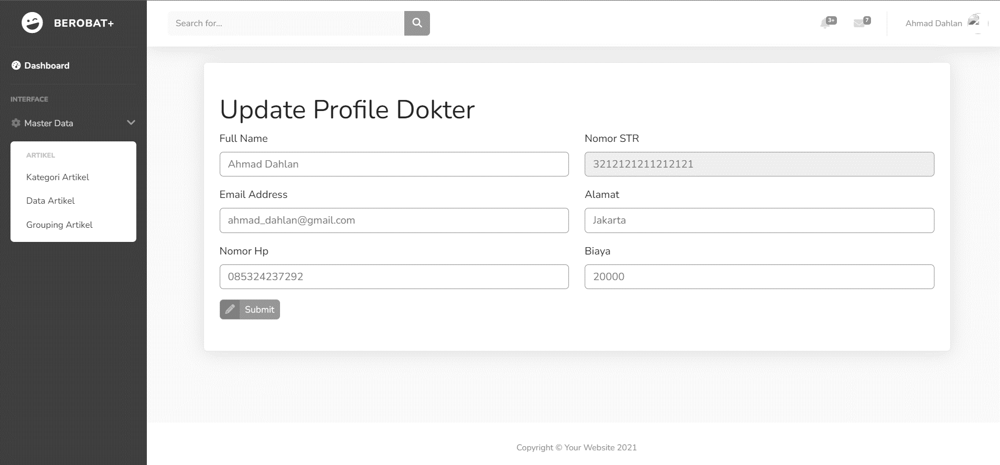 BEROBAT+
Search for...
3+
7
Ahmad Dahlan
Dashboard
INTERFACE
Master Data
ARTIKEL
Kategori Artikel
Data Artikel
Grouping Artikel
Update Profile Dokter
Full Name
Nomor STR
Ahmad Dahlan
3212121211212121
Email Address
Alamat
ahmad_dahlan@gmail.com
Jakarta
Nomor Hp
Biaya
085324237292
20000
Submit
Copyright © Your Website 2021